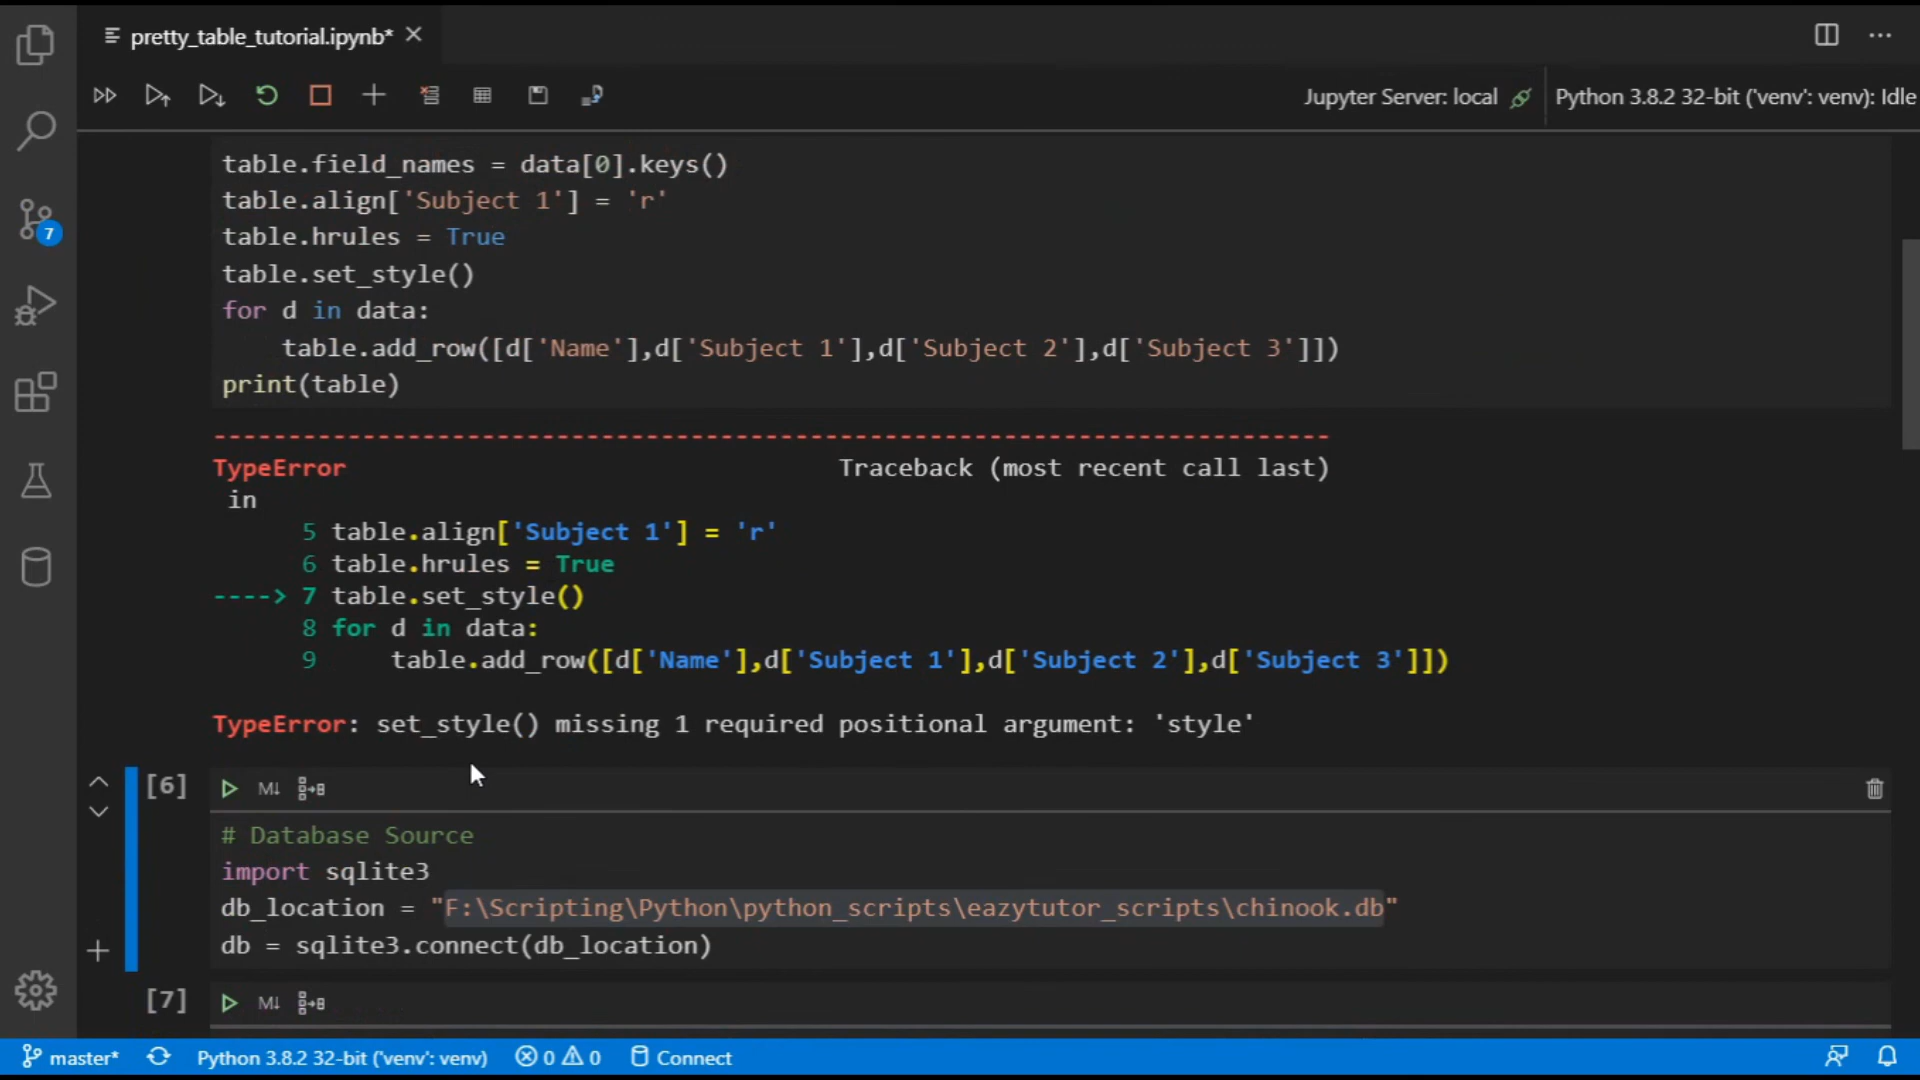 pretty_table_tutorial.ipynb*
Jupyter Server: local
Python 3.8.2 32-bit ('venv': venv): Idle
table.field_names = data[0].keys()
table.align['Subject 1'] = 'r'
table.hrules = True
table.set_style()
for d in data:
    table.add_row([d['Name'],d['Subject 1'],d['Subject 2'],d['Subject 3']])
print(table)
---------------------------------------------------------------------------
TypeError                                 Traceback (most recent call last)
 in
      5 table.align['Subject 1'] = 'r'
      6 table.hrules = True
----> 7 table.set_style()
      8 for d in data:
      9     table.add_row([d['Name'],d['Subject 1'],d['Subject 2'],d['Subject 3']])
TypeError: set_style() missing 1 required positional argument: 'style'
[6] M↓
# Database Source
import sqlite3
db_location = "F:\Scripting\Python\python_scripts\eazytutor_scripts\chinook.db"
db = sqlite3.connect(db_location)
[7] M↓
7
master*
Python 3.8.2 32-bit ('venv': venv)
0 0
Connect